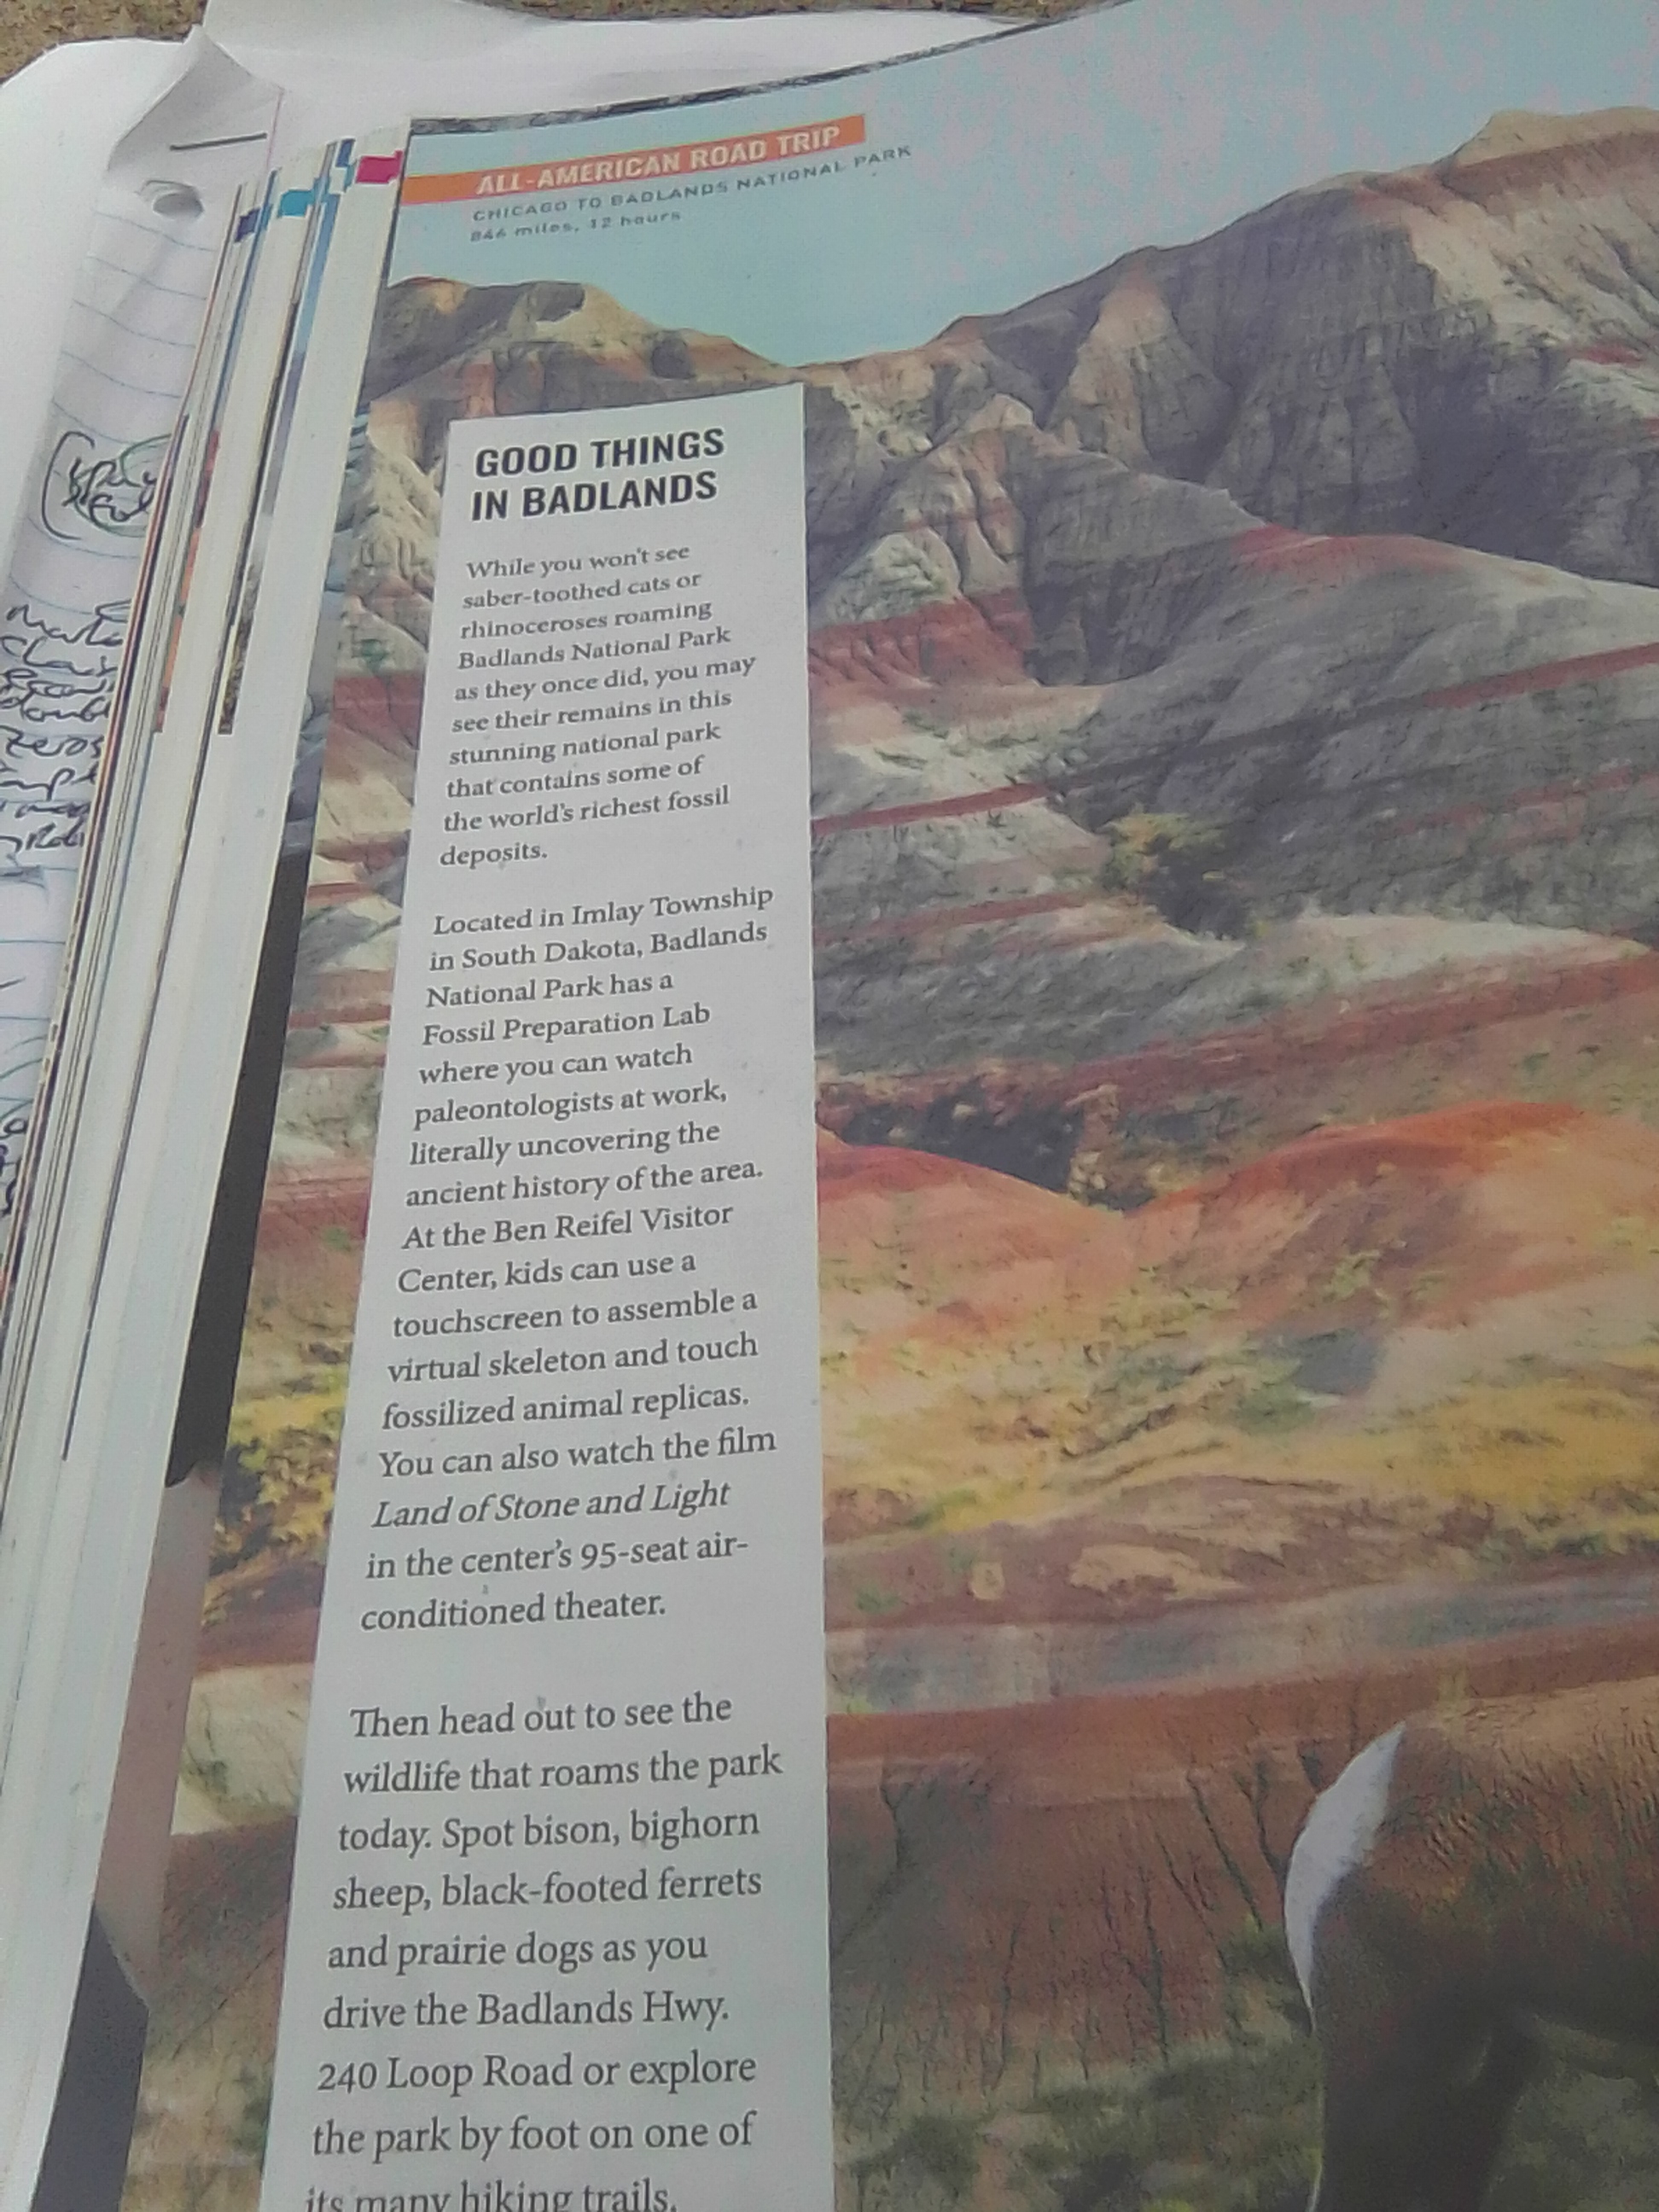 ALL-AMERICAN ROAD TRIP
CHICAGO TO BADLANDS NATIONAL PARK
846 miles, 12 hours
GOOD THINGS
IN BADLANDS
While you won't see
saber-toothed cats or
rhinoceroses roaming
Badlands National Park
as they once did, you may
see their remains in this
stunning national park
that contains some of
the world's richest fossil
deposits.
Located in Imlay Township
in South Dakota, Badlands
National Park has a
Fossil Preparation Lab
where you can watch
paleontologists at work,
literally uncovering the
ancient history of the area.
At the Ben Reifel Visitor
Center, kids can use a
touchscreen to assemble a
virtual skeleton and touch
fossilized animal replicas.
You can also watch the film
Land of Stone and Light
in the center's 95-seat air-
conditioned theater.
Then head out to see the
wildlife that roams the park
today. Spot bison, bighorn
sheep, black-footed ferrets
and prairie dogs as you
drive the Badlands Hwy.
240 Loop Road or explore
the park by foot on one of
its many hiking trails.
zeros